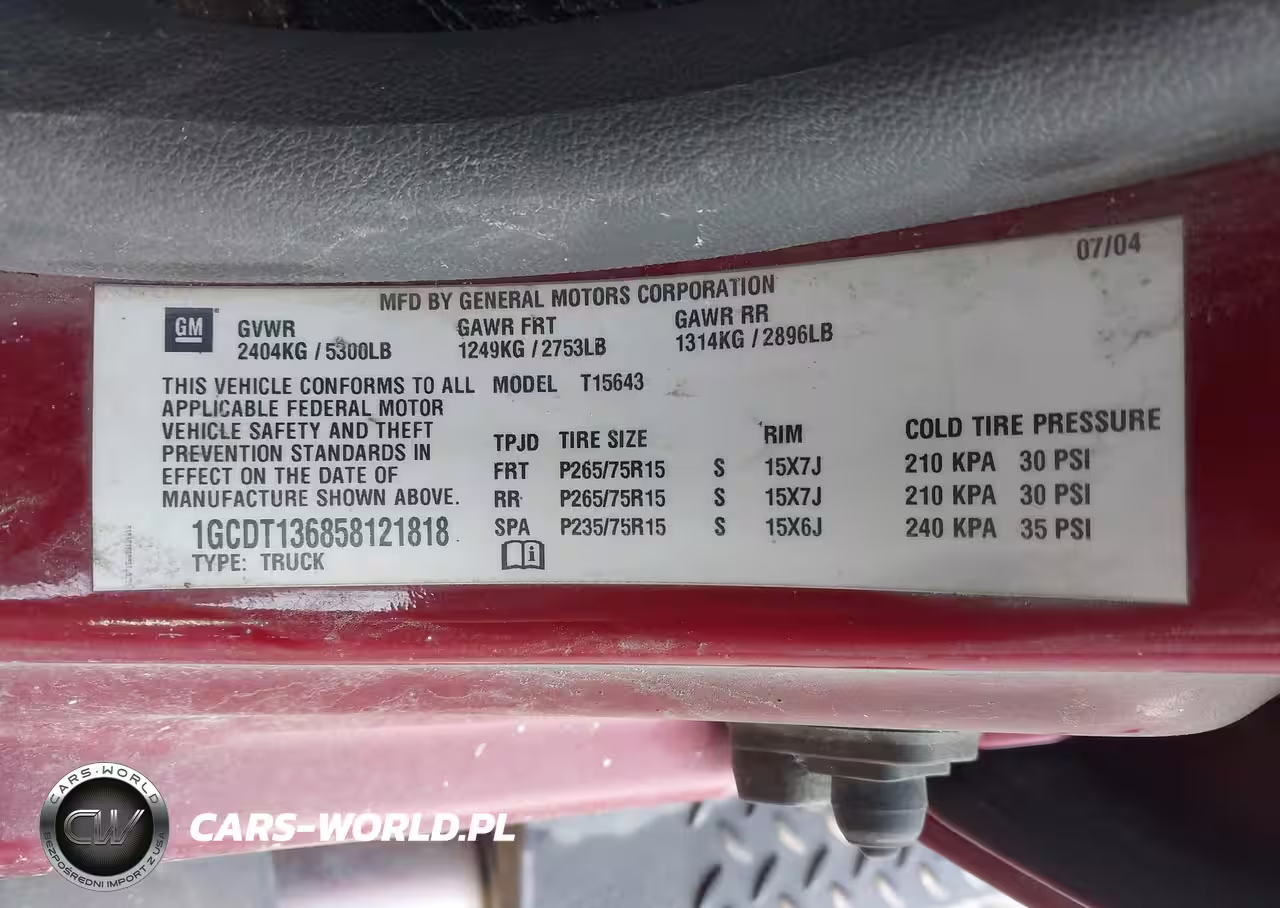 07/04
MFD BY GENERAL MOTORS CORPORATION
GM
GVWR GAWR FRT GAWR RR
2404KG / 5300LB 1249KG / 2753LB 1314KG / 2896LB
THIS VEHICLE CONFORMS TO ALL
APPLICABLE FEDERAL MOTOR
VEHICLE SAFETY AND THEFT
PREVENTION STANDARDS IN
EFFECT ON THE DATE OF
MANUFACTURE SHOWN ABOVE.
1GCDT136858121818
TYPE: TRUCK
MODEL T15643
TPJD TIRE SIZE RIM COLD TIRE PRESSURE
FRT P265/75R15 S 15X7J 210 KPA 30 PSI
RR P265/75R15 S 15X7J 210 KPA 30 PSI
SPA P235/75R15 S 15X6J 240 KPA 35 PSI
CARS-WORLD
CW
BEZPOŚREDNI IMPORT Z USA
CARS-WORLD.PL